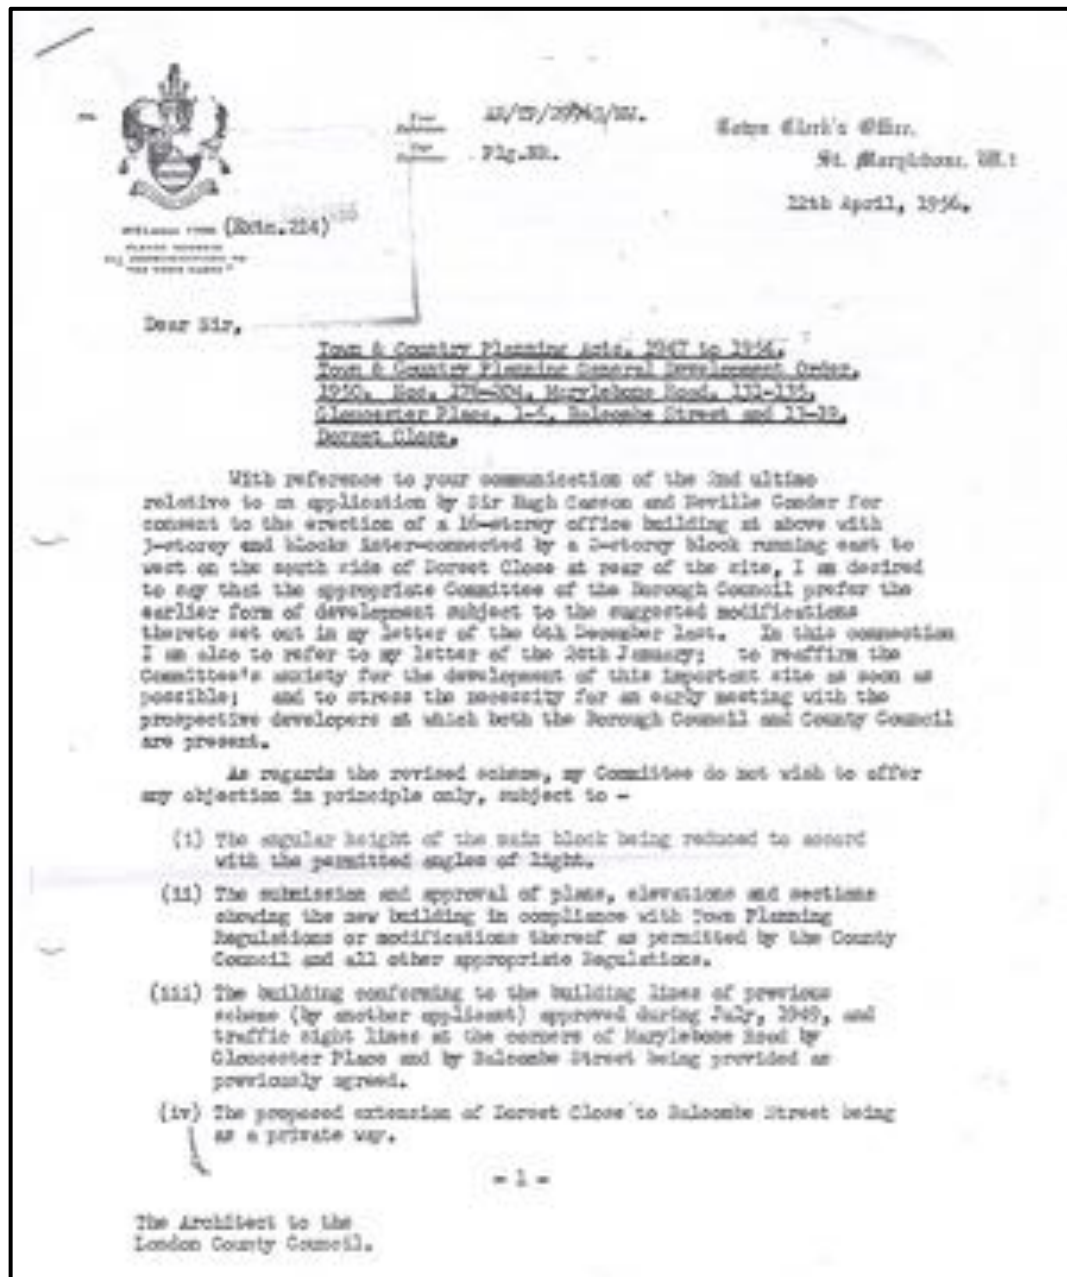 Your Reference
AR/TP/
Our Reference
Plg.
Town Clerk's Office,
St. Marylebone, W.1
12th April, 1956.
(Extn.214)
PLEASE ADDRESS
ALL COMMUNICATIONS TO
"THE TOWN CLERK"
Dear Sir,
Town & Country Planning Acts, 1947 to 1954.
Town & Country Planning General Development Order,
1950. Nos. Marylebone Road, 131-135,
Gloucester Place, Balcombe Street and 13-19,
Dorset Close.
With reference to your communication of the 2nd ultimo
relative to an application by Sir Hugh Casson and Neville Conder for
consent to the erection of a 16-storey office building at above with
3-storey end blocks inter-connected by a 2-storey block running east to
west on the south side of Dorset Close at rear of the site, I am desired
to say that the appropriate Committee of the Borough Council prefer the
earlier form of development subject to the suggested modifications
thereto set out in my letter of the 6th December last. In this connection
I am also to refer to my letter of the January; to reaffirm the
Committee's anxiety for the development of this important site as soon as
possible; and to stress the necessity for an early meeting with the
prospective developers at which both the Borough Council and County Council
are present.
As regards the revised scheme, my Committee do not wish to offer
any objection in principle only, subject to -
(i) The angular height of the main block being reduced to accord
with the permitted angles of light.
(ii) The submission and approval of plans, elevations and sections
showing the new building in compliance with Town Planning
Regulations or modifications thereof as permitted by the County
Council and all other appropriate Regulations.
(iii) The building conforming to the building lines of previous
scheme (by another applicant) approved during July, 1949, and
traffic sight lines at the corners of Marylebone Road by
Gloucester Place and by Balcombe Street being provided as
previously agreed.
(iv) The proposed extension of Dorset Close to Balcombe Street being
as a private way.
- 1 -
The Architect to the
London County Council.